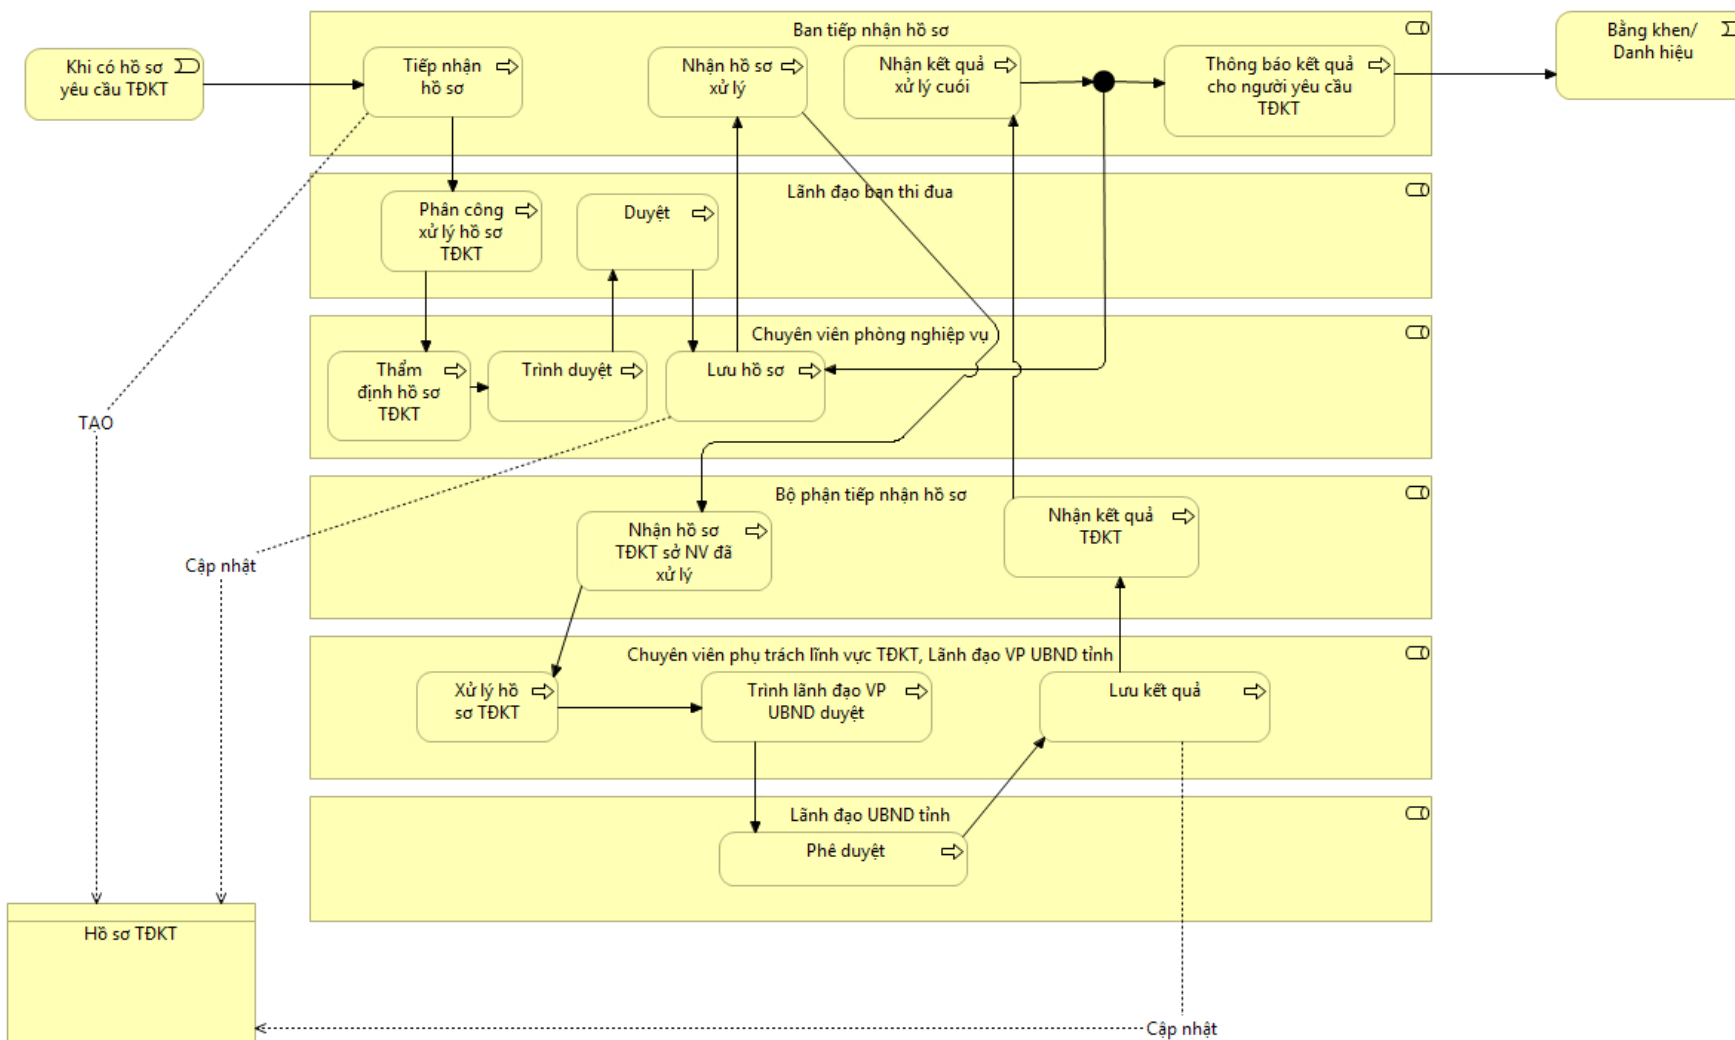 Khi có hồ sơ
yêu cầu TĐKT
Ban tiếp nhận hồ sơ
Tiếp nhận
hồ sơ
Nhận hồ sơ
xử lý
Nhận kết quả
xử lý cuói
Thông báo kết quả
cho người yêu cầu
TĐKT
Bằng khen/
Danh hiệu
Lãnh đạo ban thi đua
Phân công
xử lý hồ sơ
TĐKT
Duyệt
Chuyên viên phòng nghiệp vụ
Thẩm
định hồ sơ
TĐKT
Trình duyệt
Lưu hồ sơ
TAO
Bộ phận tiếp nhận hồ sơ
Nhận hồ sơ
TĐKT sở NV đã
xử lý
Nhận kết quả
TĐKT
Cập nhật
Chuyên viên phụ trách lĩnh vực TĐKT, Lãnh đạo VP UBND tỉnh
Xử lý hồ
sơ TĐKT
Trình lãnh đạo VP
UBND duyệt
Lưu kết quả
Lãnh đạo UBND tỉnh
Phê duyệt
Hồ sơ TĐKT
Cập nhật